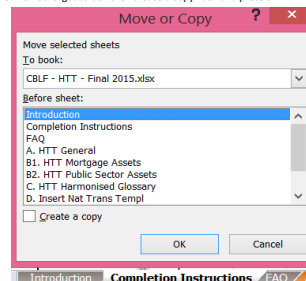 Move or Copy ? ×
Move selected sheets
To book:
CBLF - HTT - Final 2015.xlsx
Before sheet:
Introduction
Completion Instructions
FAQ
A. HTT General
B1. HTT Mortgage Assets
B2. HTT Public Sector Assets
C. HTT Harmonised Glossary
D. Insert Nat Trans Templ
Create a copy
OK Cancel
Introduction Completion Instructions FAQ